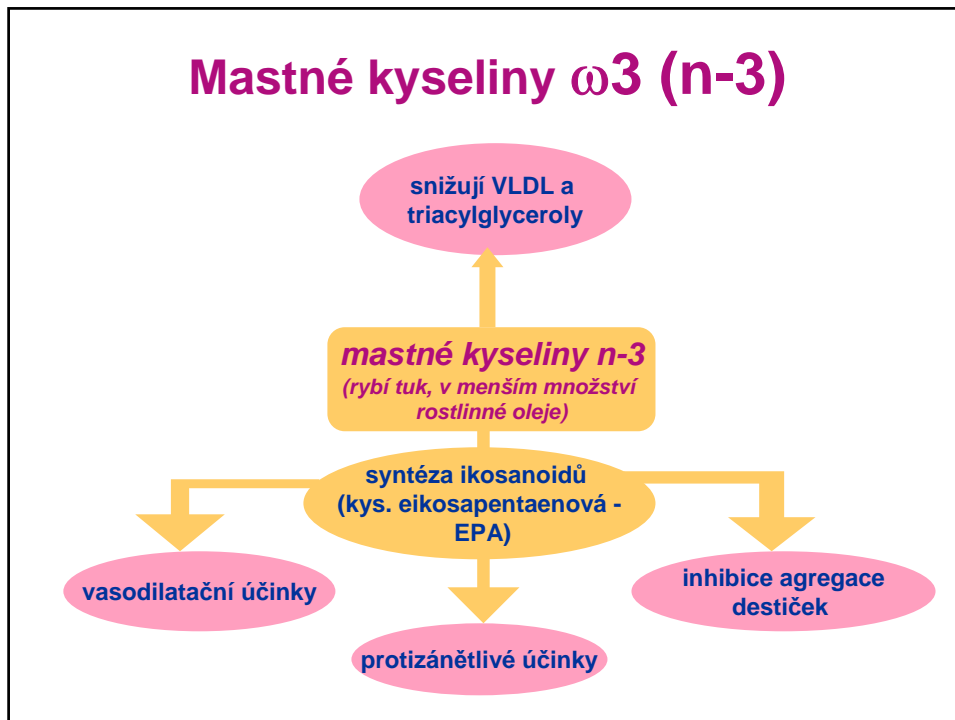 Mastné kyseliny ω3 (n-3)
snižují VLDL a
triacylglyceroly
mastné kyseliny n-3
(rybí tuk, v menším množství
rostlinné oleje)
syntéza ikosanoidů
(kys. eikosapentaenová -
EPA)
vasodilatační účinky
inhibice agregace
destiček
protizánětlivé účinky